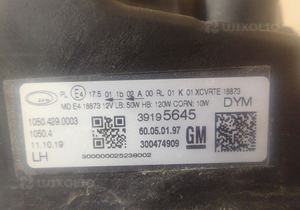 WIXOLIO
PL E4 17.5 01 1b 02 A 00 RL 01 K 01 XCVRTE 18873
MD E4 18873 12V LB: 50W HB: 120W CORN: 10W
DYM
1050.429.0003
39195645
1050.4
60.05.01.97
GM
11.10.19
300474909
LH
300000025238002